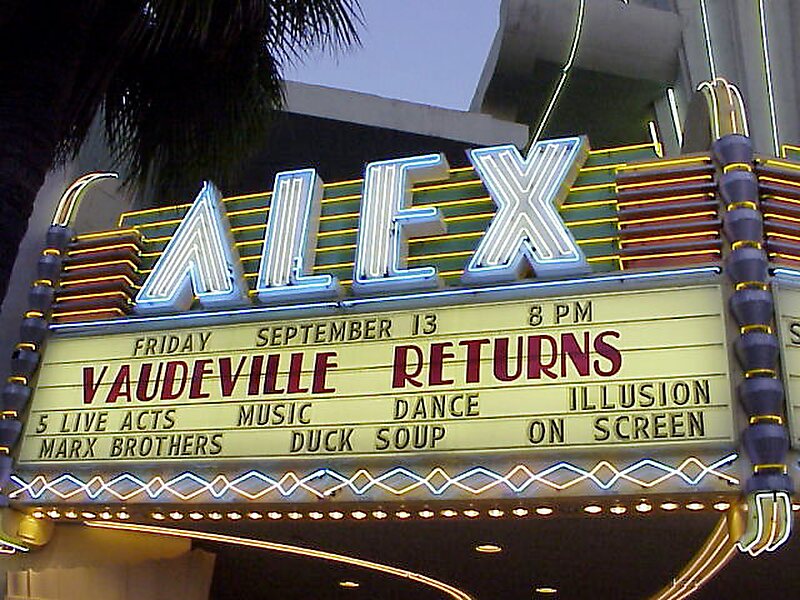 ALEX
FRIDAY SEPTEMBER 13 8 PM
VAUDEVILLE RETURNS
5 LIVE ACTS MUSIC DANCE ILLUSION
MARX BROTHERS DUCK SOUP ON SCREEN